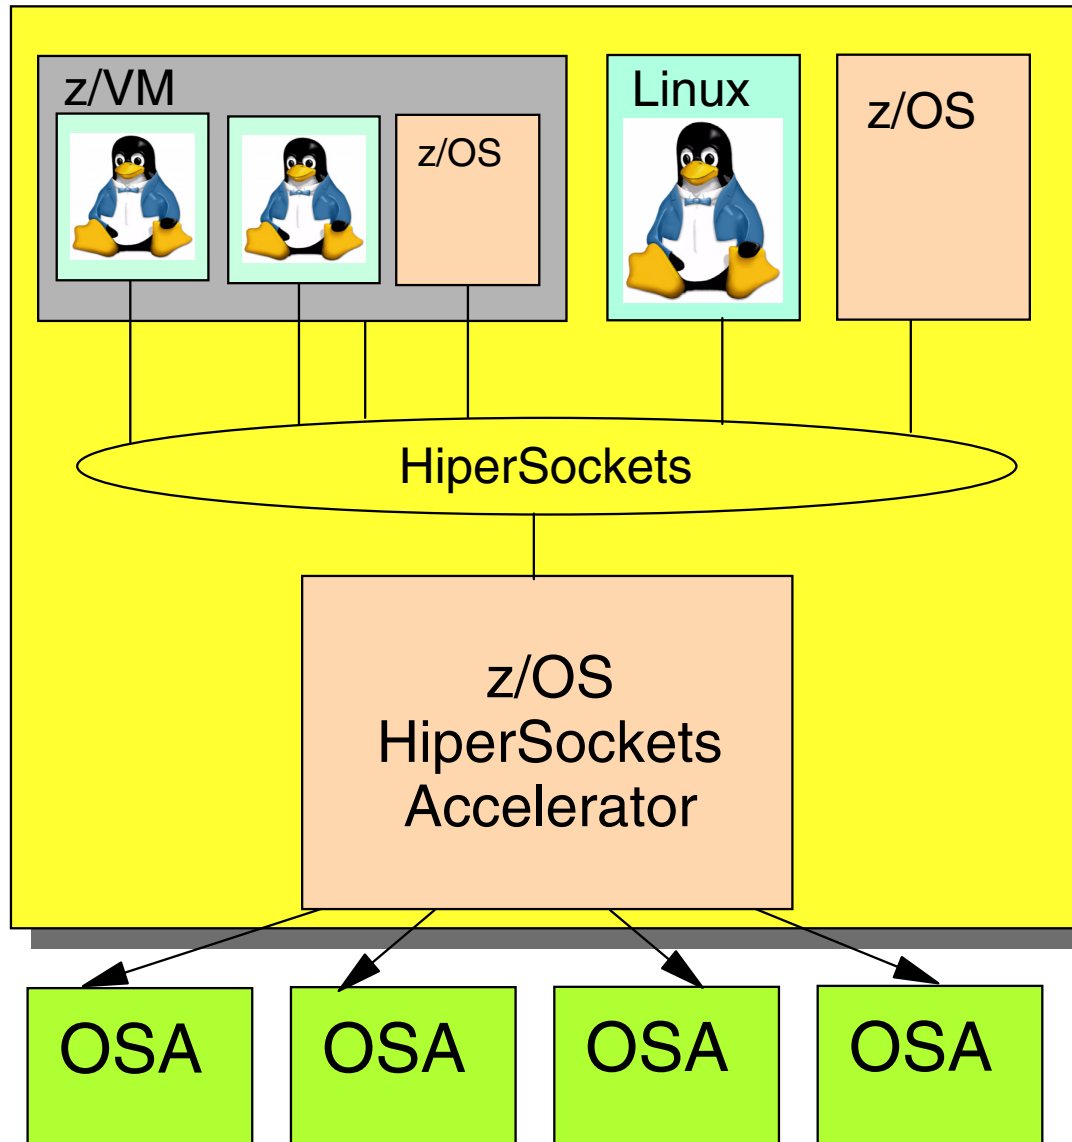 z/VM
z/OS
Linux
z/OS
HiperSockets
z/OS
HiperSockets
Accelerator
OSA
OSA
OSA
OSA